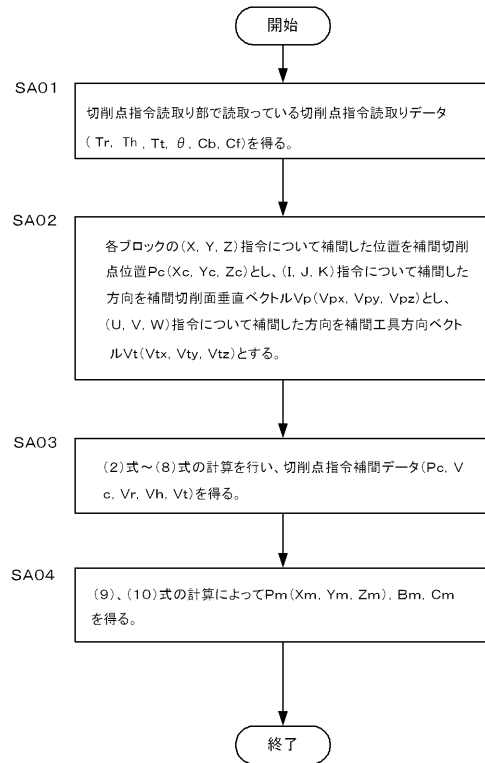 開始
SA01
切削点指令読取り部で読取っている切削点指令読取りデータ
(Tr, Th, Tt, θ, Cb, Cf)を得る。
SA02
各ブロックの(X, Y, Z)指令について補間した位置を補間切削
点位置Pc(Xc, Yc, Zc)とし、(I, J, K)指令について補間した
方向を補間切削面垂直ベクトルVp(Vpx, Vpy, Vpz)とし、
(U, V, W)指令について補間した方向を補間工具方向ベクト
ルVt(Vtx, Vty, Vtz)とする。
SA03
(2)式～(8)式の計算を行い、切削点指令補間データ(Pc, V
c, Vr, Vh, Vt)を得る。
SA04
(9)、(10)式の計算によってPm(Xm, Ym, Zm), Bm, Cm
を得る。
終了